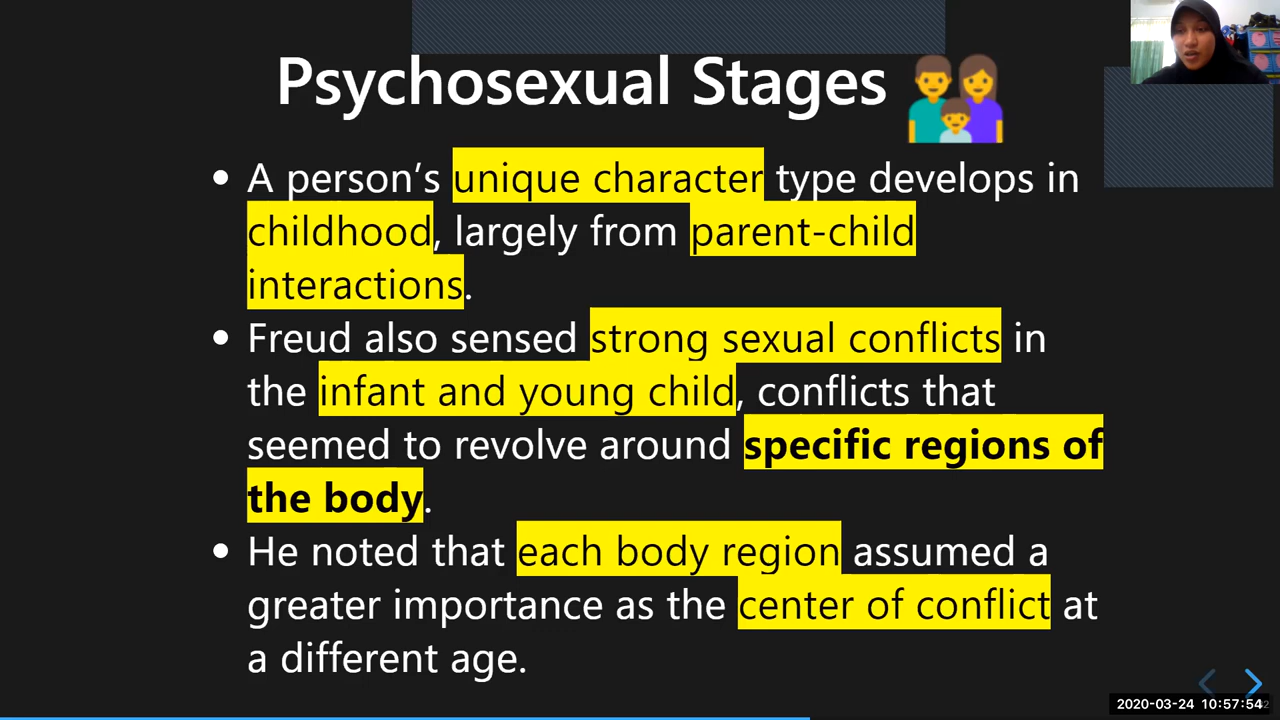 Psychosexual Stages
• A person’s unique character type develops in
childhood, largely from parent-child
interactions.
• Freud also sensed strong sexual conflicts in
the infant and young child, conflicts that
seemed to revolve around specific regions of
the body.
• He noted that each body region assumed a
greater importance as the center of conflict at
a different age.
2020-03-24 10:57:54